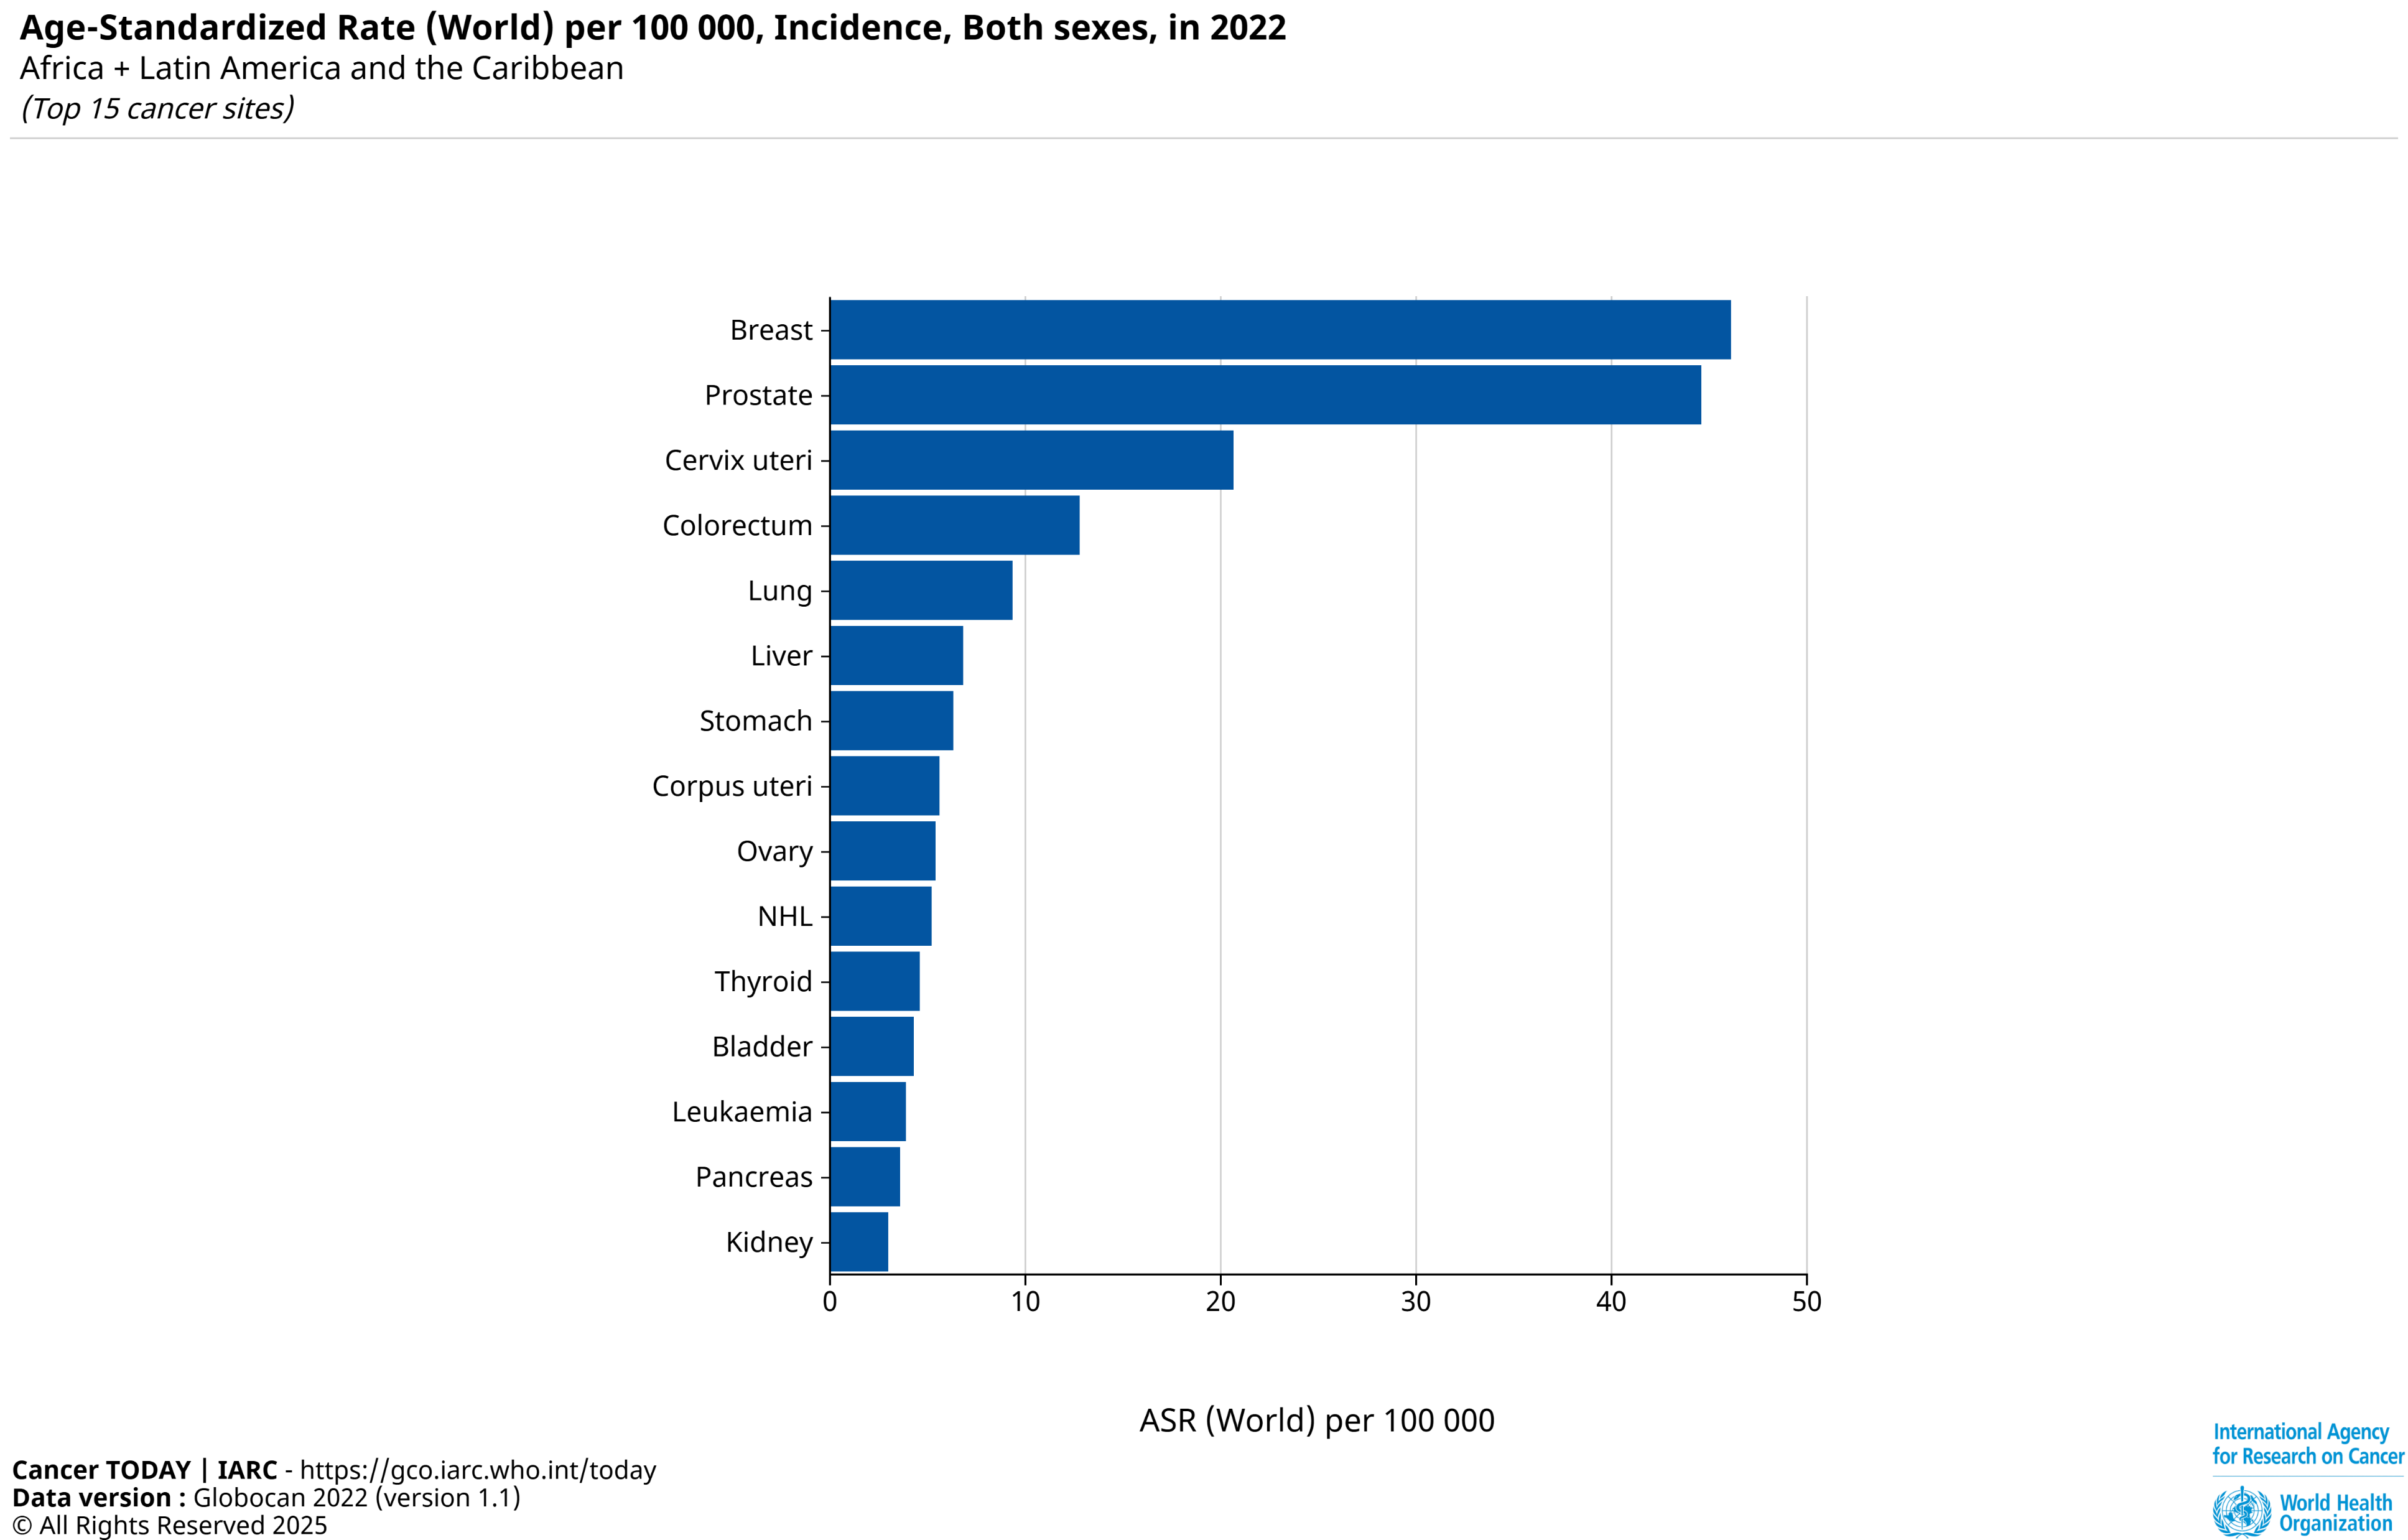 Age-Standardized Rate (World) per 100 000, Incidence, Both sexes, in 2022
Africa + Latin America and the Caribbean
(Top 15 cancer sites)
Breast
Prostate
Cervix uteri
Colorectum
Lung
Liver
Stomach
Corpus uteri
Ovary
NHL
Thyroid
Bladder
Leukaemia
Pancreas
Kidney
0 10 20 30 40 50
ASR (World) per 100 000
Cancer TODAY | IARC - https://gco.iarc.who.int/today
Data version : Globocan 2022 (version 1.1)
© All Rights Reserved 2025
International Agency
for Research on Cancer
World Health
Organization